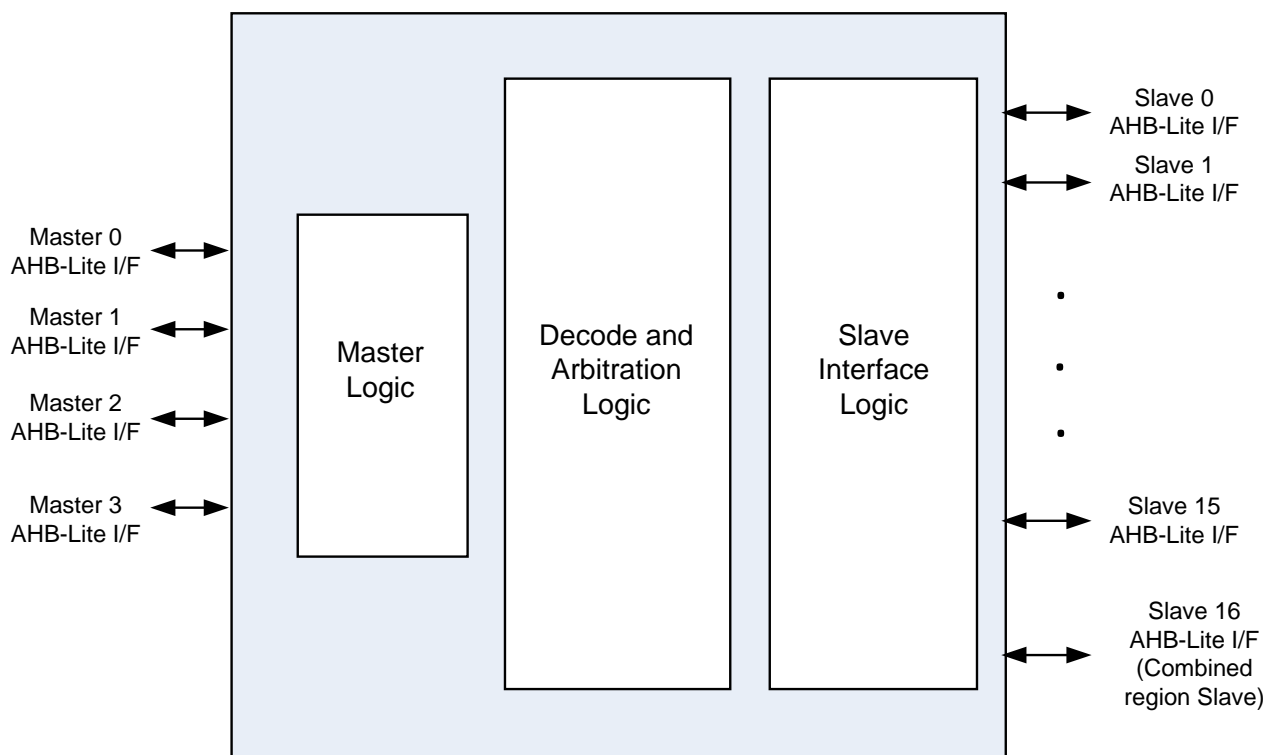 Master 0
AHB-Lite I/F
Master 1
AHB-Lite I/F
Master 2
AHB-Lite I/F
Master 3
AHB-Lite I/F
Master
Logic
Decode and
Arbitration
Logic
Slave
Interface
Logic
Slave 0
AHB-Lite I/F
Slave 1
AHB-Lite I/F
Slave 15
AHB-Lite I/F
Slave 16
AHB-Lite I/F
(Combined
region Slave)